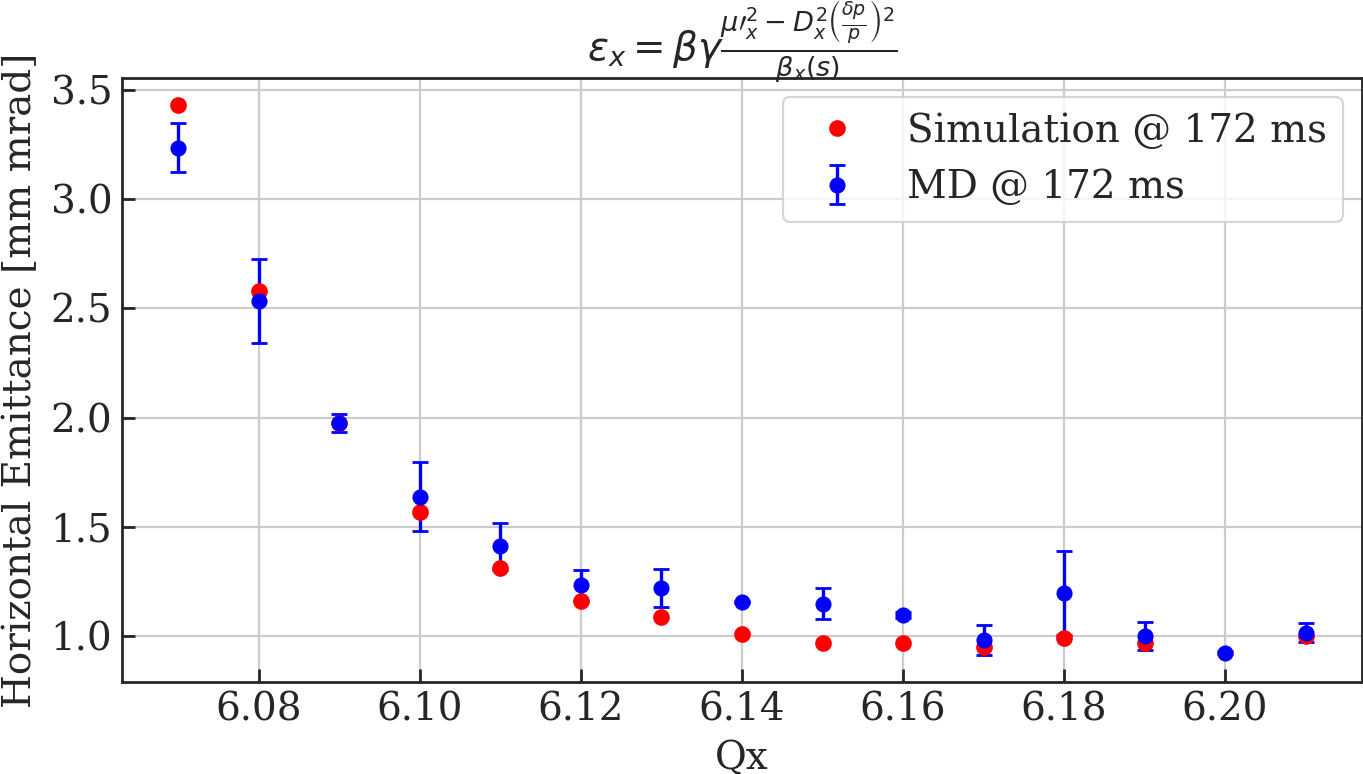 εₓ = βγ (μ′ₓ² − Dₓ²(δp/p)²) / βₓ(s)
Horizontal Emittance [mm mrad]
3.5
3.0
2.5
2.0
1.5
1.0
Simulation @ 172 ms
MD @ 172 ms
6.08 6.10 6.12 6.14 6.16 6.18 6.20
Qx